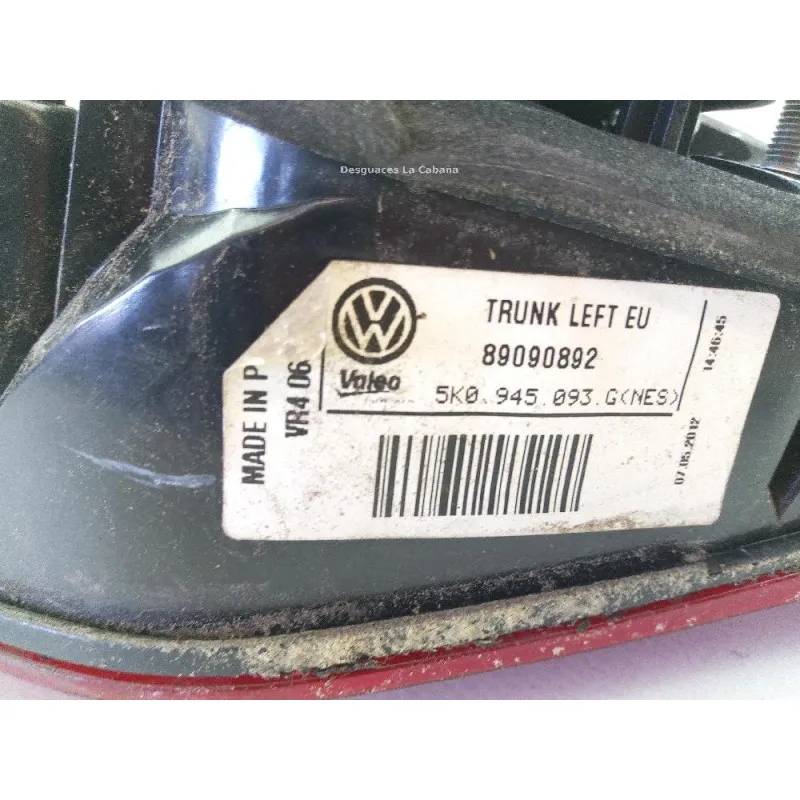 Desguaces La Cabana
TRUNK LEFT EU
89090892
Valeo
5K0.945.093.G(NES)
MADE IN P
VR4 06
14:46:45
07.05.2012